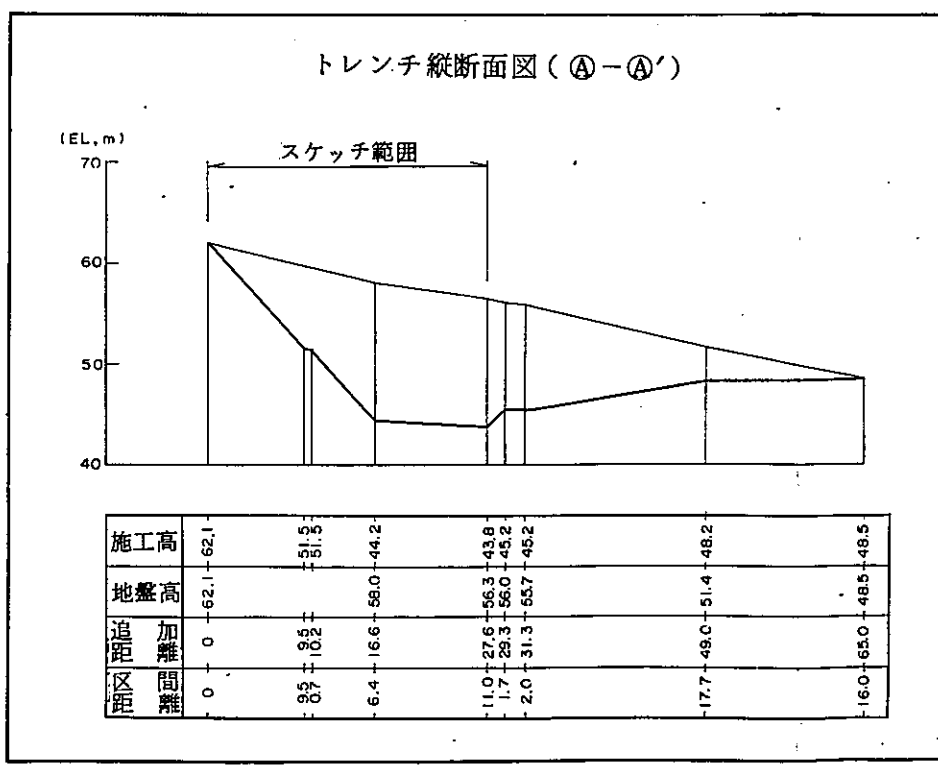 トレンチ縦断面図(Ⓐ-Ⓐ′)
(EL,m)
スケッチ範囲
70
60
50
40
施工高 62.1 51.5 51.5 44.2 43.8 45.2 45.2 48.2 48.5
地盤高 62.1 58.0 56.3 56.0 55.7 51.4 48.5
追加距離 0 9.5 10.2 16.6 27.6 29.3 31.3 49.0 65.0
区間距離 0 9.5 0.7 6.4 11.0 1.7 2.0 17.7 16.0